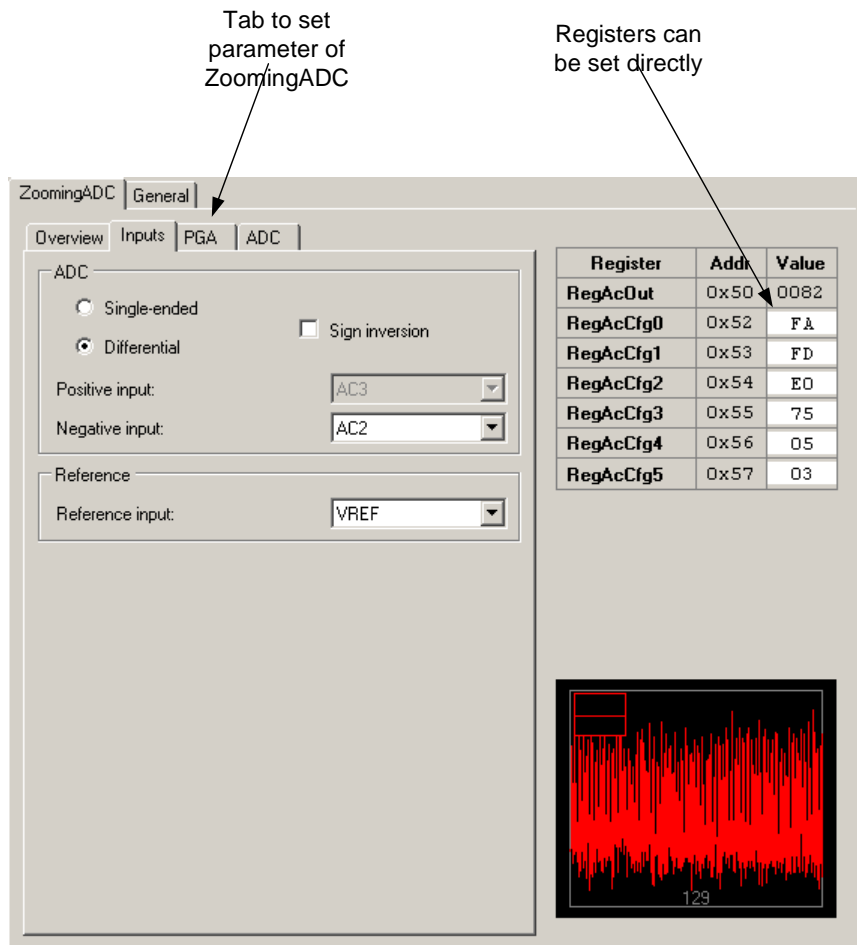 Tab to set
parameter of
ZoomingADC
Registers can
be set directly
ZoomingADC General
Overview Inputs PGA ADC
ADC
Single-ended
Differential
Sign inversion
Positive input: AC3
Negative input: AC2
Reference
Reference input: VREF
Register Addr Value
RegAcOut 0x50 0082
RegAcCfg0 0x52 FA
RegAcCfg1 0x53 FD
RegAcCfg2 0x54 E0
RegAcCfg3 0x55 75
RegAcCfg4 0x56 05
RegAcCfg5 0x57 03
129